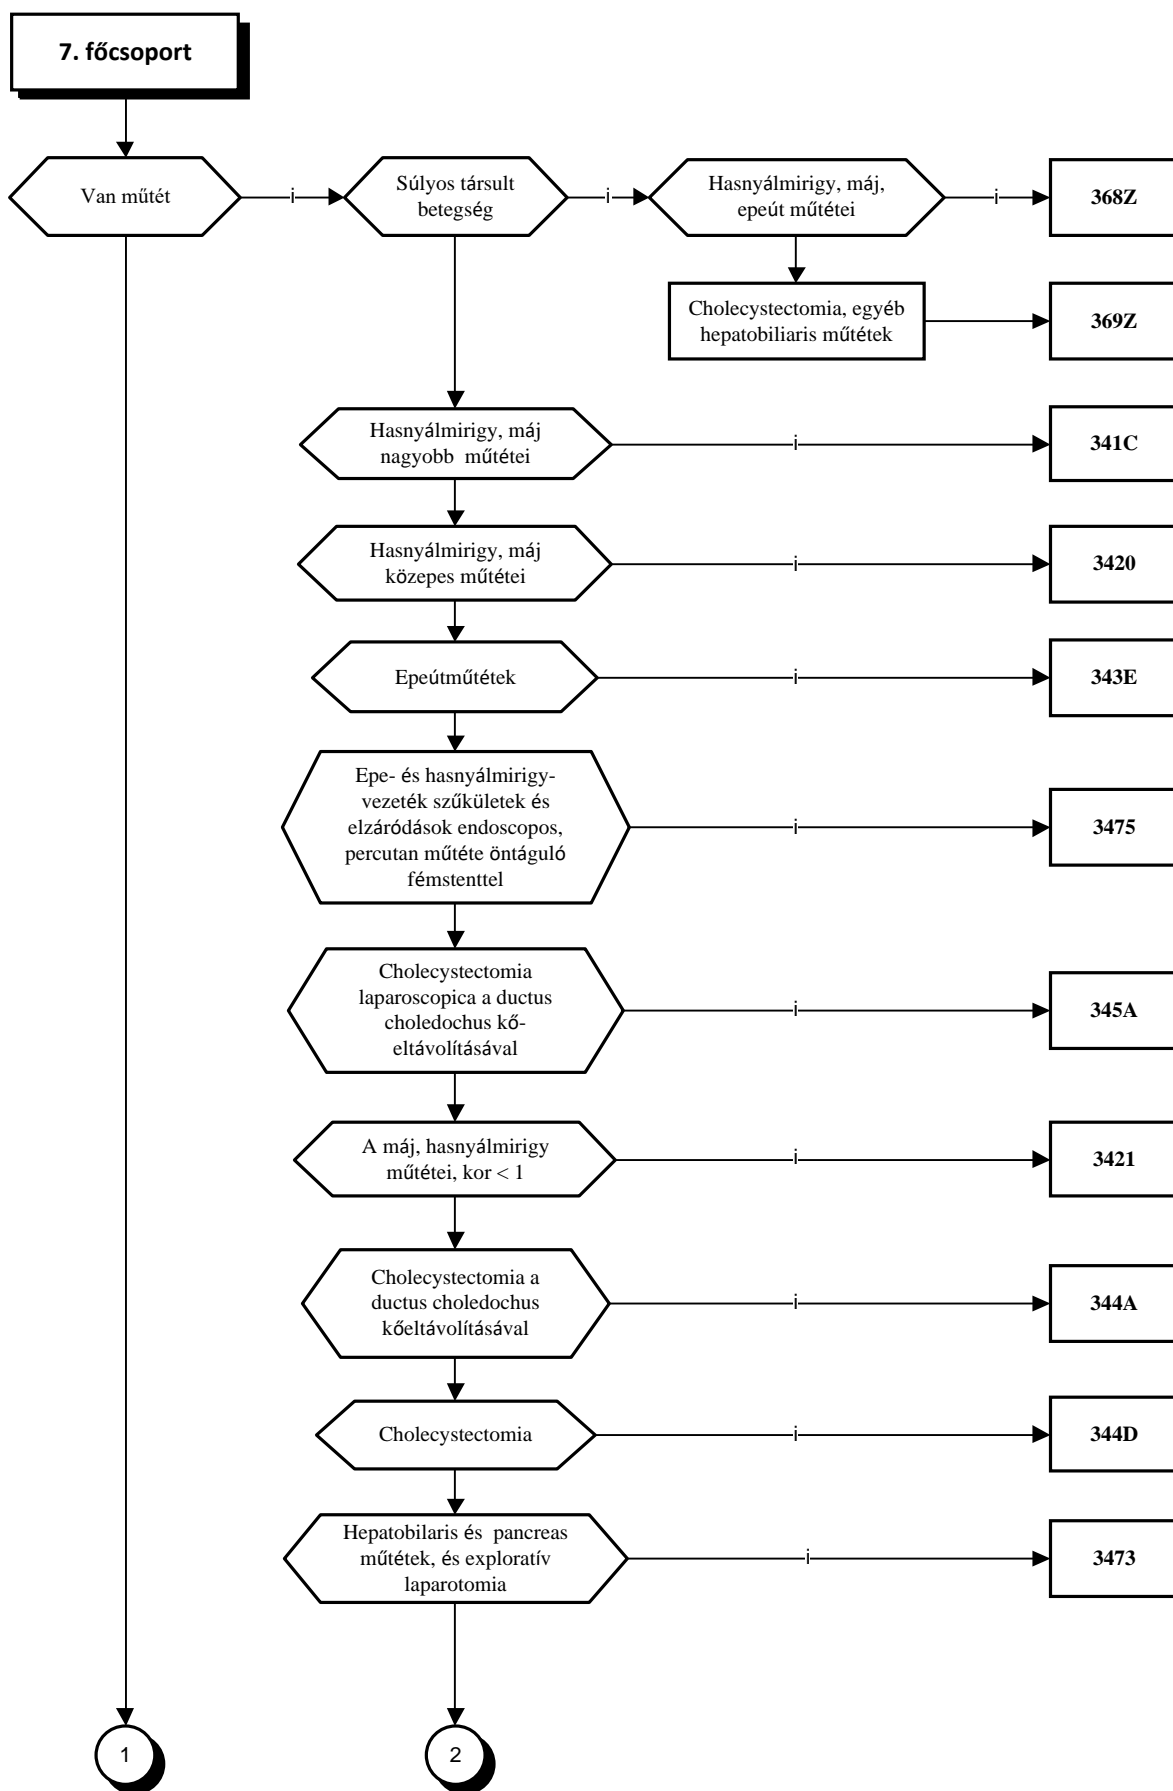 7. főcsoport
Van műtét
i
Súlyos társult
betegség
i
Hasnyálmirigy, máj,
epeút műtétei
i
368Z
Cholecystectomia, egyéb
hepatobiliaris műtétek
369Z
Hasnyálmirigy, máj
nagyobb műtétei
i
341C
Hasnyálmirigy, máj
közepes műtétei
i
3420
Epeútműtétek
i
343E
Epe- és hasnyálmirigy-
vezeték szűkületek és
elzáródások endoscopos,
percutan műtéte öntáguló
fémstenttel
i
3475
Cholecystectomia
laparoscopica a ductus
choledochus kő-
eltávolításával
i
345A
A máj, hasnyálmirigy
műtétei, kor < 1
i
3421
Cholecystectomia a
ductus choledochus
kőeltávolításával
i
344A
Cholecystectomia
i
344D
Hepatobilaris és pancreas
műtétek, és exploratív
laparotomia
i
3473
1
2